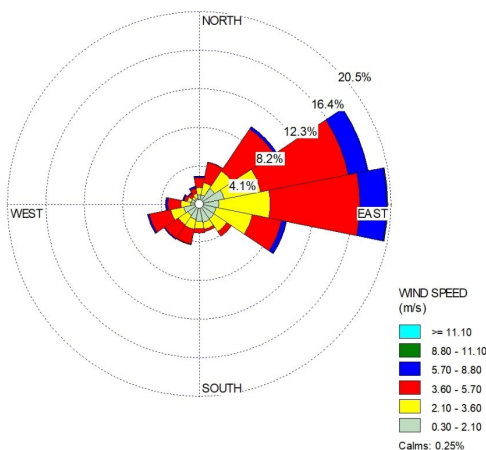 NORTH
20.5%
16.4%
12.3%
8.2%
4.1%
WEST
EAST
SOUTH
WIND SPEED
(m/s)
>= 11.10
8.80 - 11.10
5.70 - 8.80
3.60 - 5.70
2.10 - 3.60
0.30 - 2.10
Calms: 0.25%